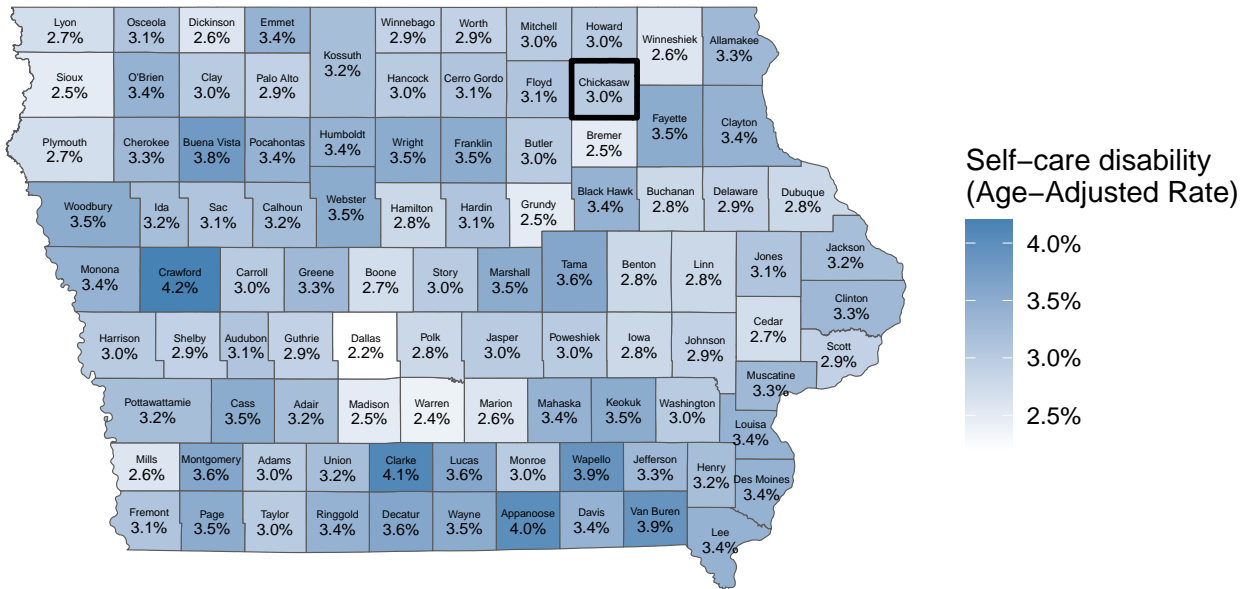 Lyon
2.7%
Osceola
3.1%
Dickinson
2.6%
Emmet
3.4%
Kossuth
3.2%
Winnebago
2.9%
Worth
2.9%
Mitchell
3.0%
Howard
3.0%
Winneshiek
2.6%
Allamakee
3.3%
Sioux
2.5%
O'Brien
3.4%
Clay
3.0%
Palo Alto
2.9%
Hancock
3.0%
Cerro Gordo
3.1%
Floyd
3.1%
Chickasaw
3.0%
Fayette
3.5%
Clayton
3.4%
Plymouth
2.7%
Cherokee
3.3%
Buena Vista
3.8%
Pocahontas
3.4%
Humboldt
3.4%
Wright
3.5%
Franklin
3.5%
Butler
3.0%
Bremer
2.5%
Woodbury
3.5%
Ida
3.2%
Sac
3.1%
Calhoun
3.2%
Webster
3.5%
Hamilton
2.8%
Hardin
3.1%
Grundy
2.5%
Black Hawk
3.4%
Buchanan
2.8%
Delaware
2.9%
Dubuque
2.8%
Monona
3.4%
Crawford
4.2%
Carroll
3.0%
Greene
3.3%
Boone
2.7%
Story
3.0%
Marshall
3.5%
Tama
3.6%
Benton
2.8%
Linn
2.8%
Jones
3.1%
Jackson
3.2%
Clinton
3.3%
Harrison
3.0%
Shelby
2.9%
Audubon
3.1%
Guthrie
2.9%
Dallas
2.2%
Polk
2.8%
Jasper
3.0%
Poweshiek
3.0%
Iowa
2.8%
Johnson
2.9%
Cedar
2.7%
Scott
2.9%
Muscatine
3.3%
Pottawattamie
3.2%
Cass
3.5%
Adair
3.2%
Madison
2.5%
Warren
2.4%
Marion
2.6%
Mahaska
3.4%
Keokuk
3.5%
Washington
3.0%
Louisa
3.4%
Mills
2.6%
Montgomery
3.6%
Adams
3.0%
Union
3.2%
Clarke
4.1%
Lucas
3.6%
Monroe
3.0%
Wapello
3.9%
Jefferson
3.3%
Henry
3.2%
Des Moines
3.4%
Fremont
3.1%
Page
3.5%
Taylor
3.0%
Ringgold
3.4%
Decatur
3.6%
Wayne
3.5%
Appanoose
4.0%
Davis
3.4%
Van Buren
3.9%
Lee
3.4%
Self−care disability
(Age−Adjusted Rate)
4.0%
3.5%
3.0%
2.5%